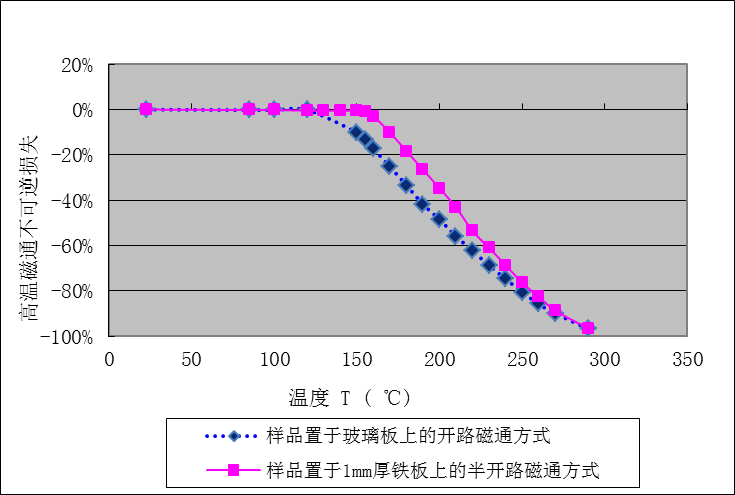 20%
0%
-20%
-40%
-60%
-80%
-100%
高温磁通不可逆损失
0 50 100 150 200 250 300 350
温度 T ( ℃)
样品置于玻璃板上的开路磁通方式
样品置于1mm厚铁板上的半开路磁通方式